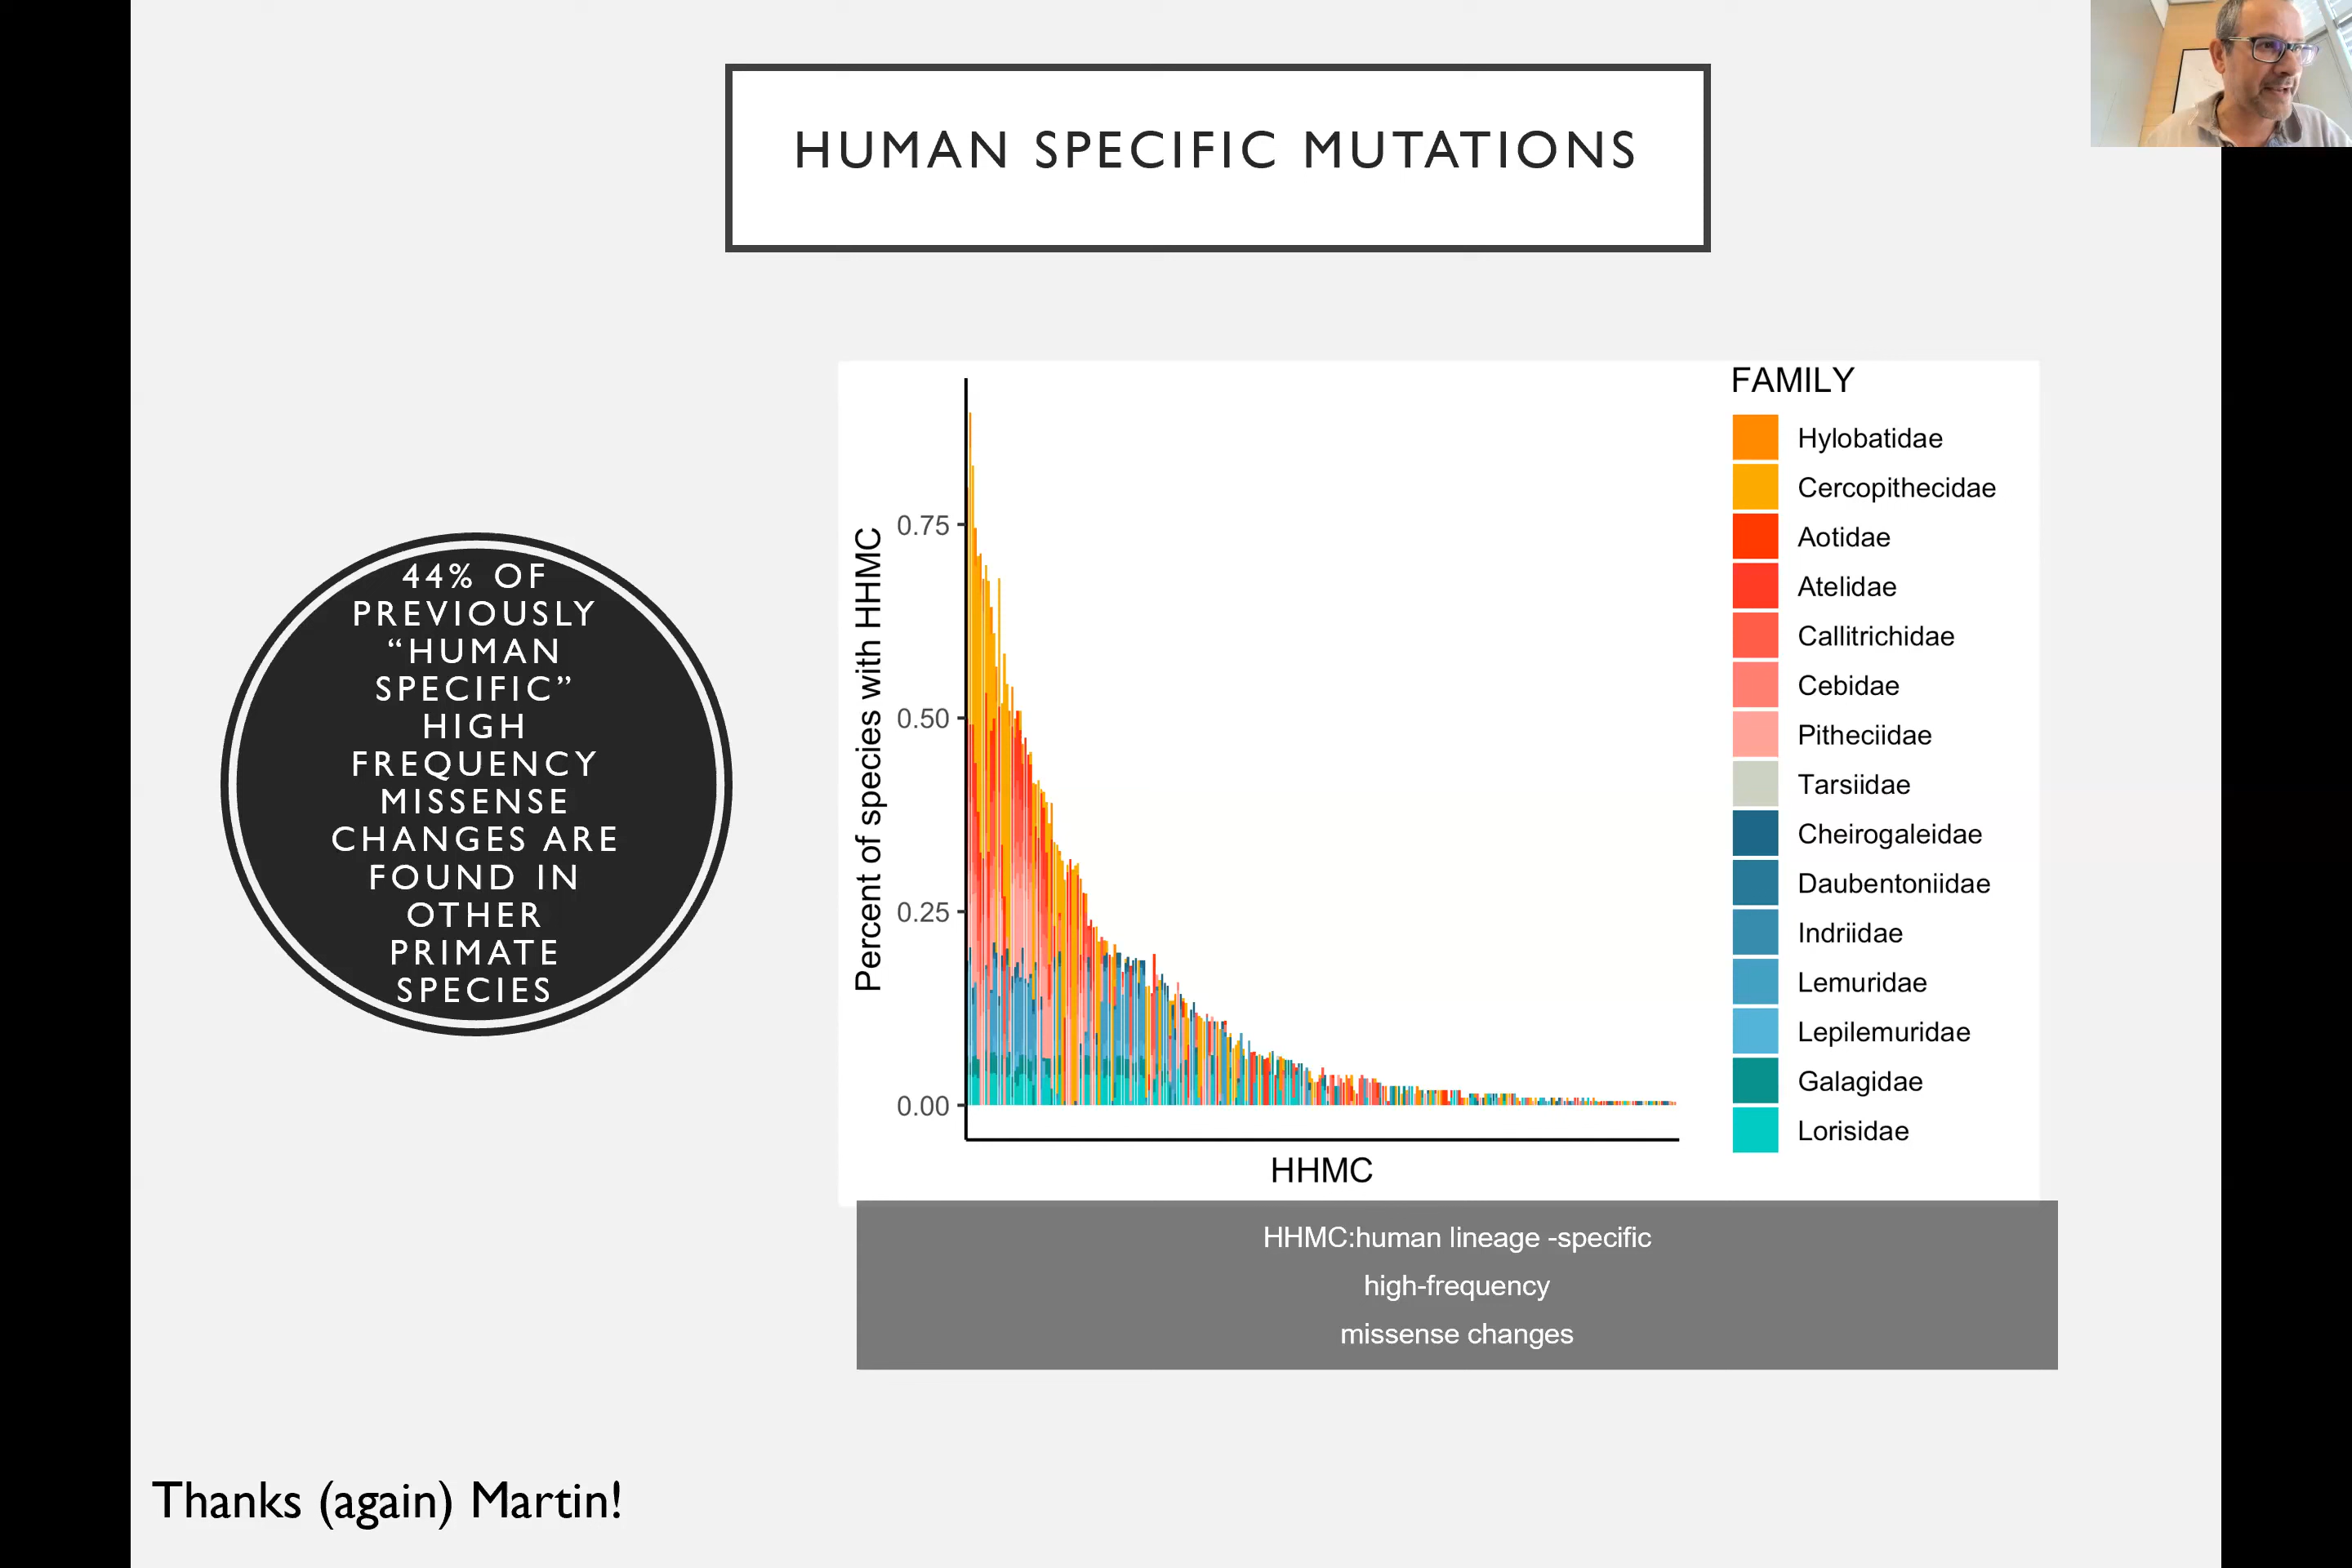 HUMAN SPECIFIC MUTATIONS
44% OF
PREVIOUSLY
“HUMAN
SPECIFIC”
HIGH
FREQUENCY
MISSENSE
CHANGES ARE
FOUND IN
OTHER
PRIMATE
SPECIES
Percent of species with HHMC
0.75
0.50
0.25
0.00
HHMC
FAMILY
Hylobatidae
Cercopithecidae
Aotidae
Atelidae
Callitrichidae
Cebidae
Pitheciidae
Tarsiidae
Cheirogaleidae
Daubentoniidae
Indriidae
Lemuridae
Lepilemuridae
Galagidae
Lorisidae
HHMC:human lineage -specific
high-frequency
missense changes
Thanks (again) Martin!